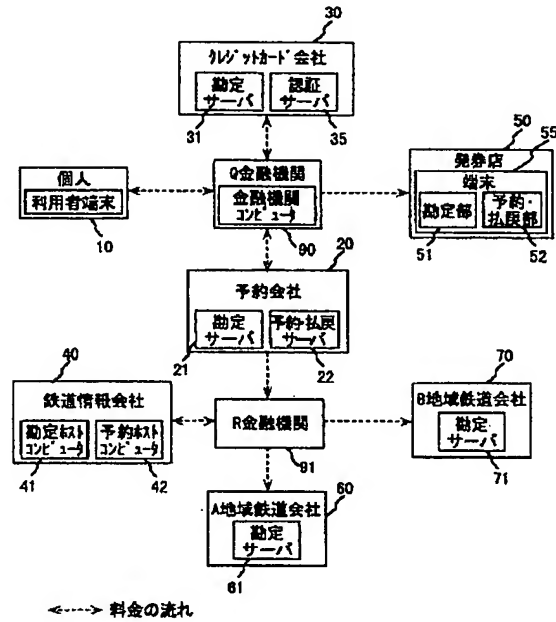 30
クレジットカード会社
勘定
サーバ
認証
サーバ
31
35
50
55
発券店
端末
勘定部
予約・
払戻部
51
52
個人
利用者端末
10
Q金融機関
金融機関
コンピュータ
90
20
予約会社
勘定
サーバ
予約・払戻
サーバ
21
22
40
鉄道情報会社
勘定ホスト
コンピュータ
予約ホスト
コンピュータ
41
42
R金融機関
91
70
B地域鉄道会社
勘定
サーバ
71
60
A地域鉄道会社
勘定
サーバ
61
料金の流れ